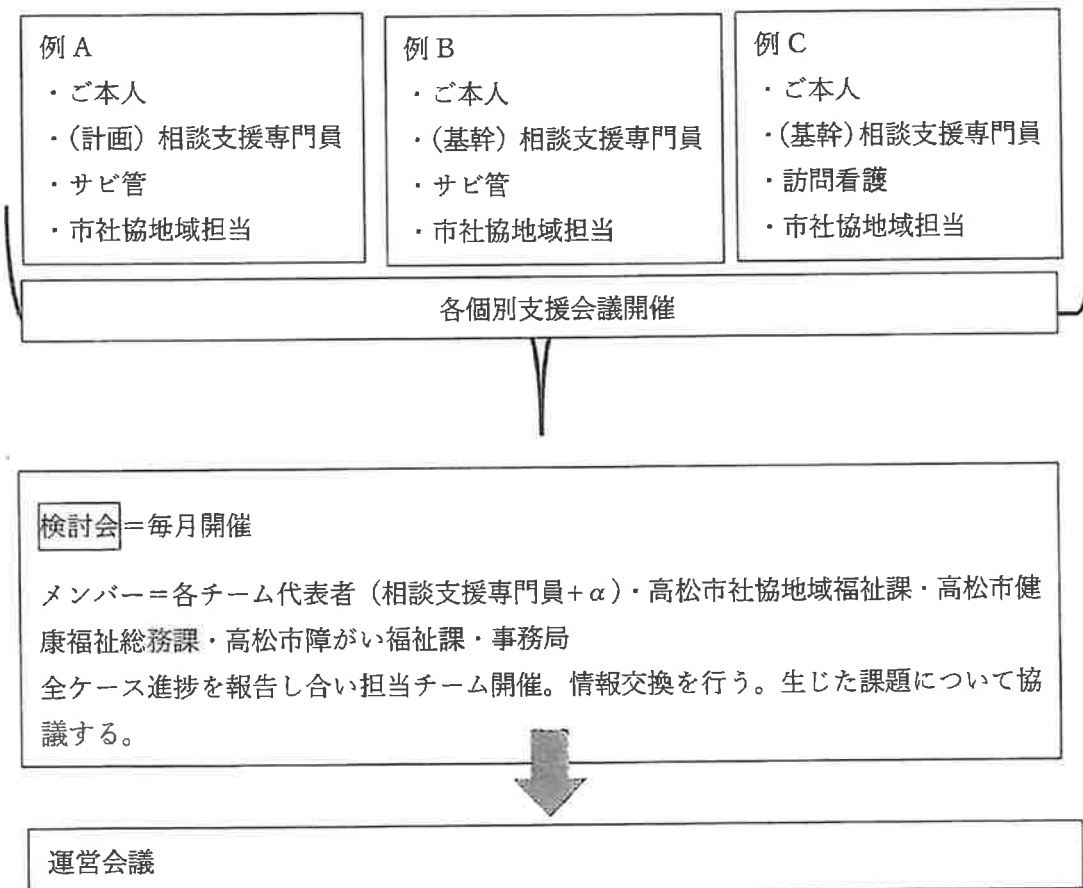 例 A
・ご本人
・(計画) 相談支援専門員
・サビ管
・市社協地域担当
例 B
・ご本人
・(基幹) 相談支援専門員
・サビ管
・市社協地域担当
例 C
・ご本人
・(基幹) 相談支援専門員
・訪問看護
・市社協地域担当
各個別支援会議開催
検討会＝毎月開催
メンバー＝各チーム代表者（相談支援専門員+α）・高松市社協地域福祉課・高松市健
康福祉総務課・高松市障がい福祉課・事務局
全ケース進捗を報告し合い担当チーム開催。情報交換を行う。生じた課題について協
議する。
運営会議